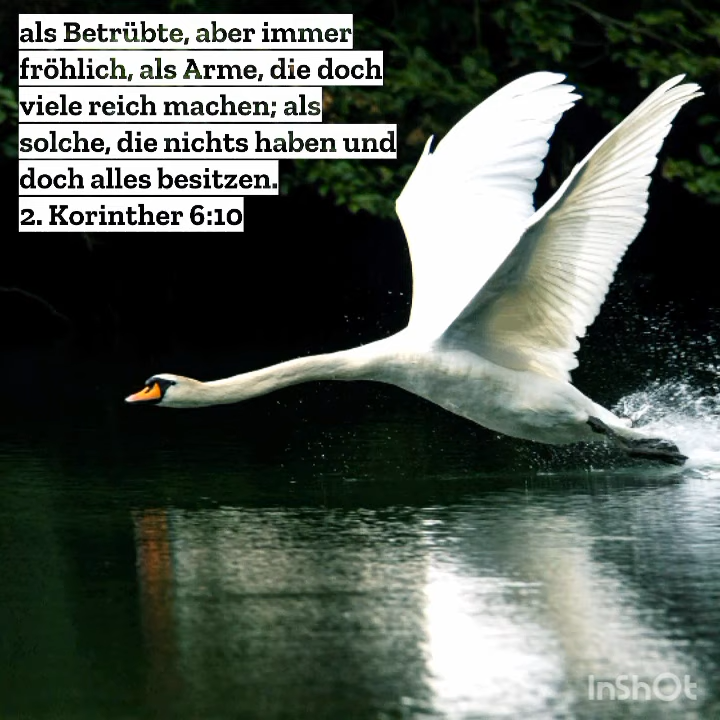 als Betrübte, aber immer
fröhlich, als Arme, die doch
viele reich machen; als
solche, die nichts haben und
doch alles besitzen.
2. Korinther 6:10
InShOt